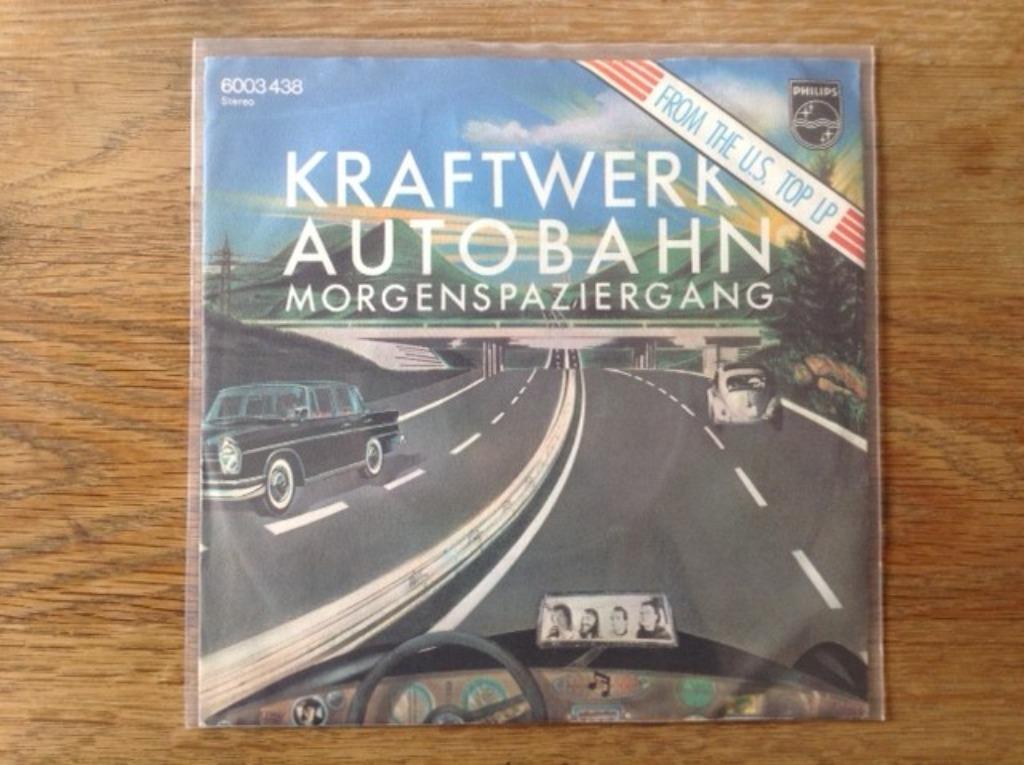 6003 438
Stereo
FROM THE U.S. TOP LP
PHILIPS
KRAFTWERK
AUTOBAHN
MORGENSPAZIERGANG